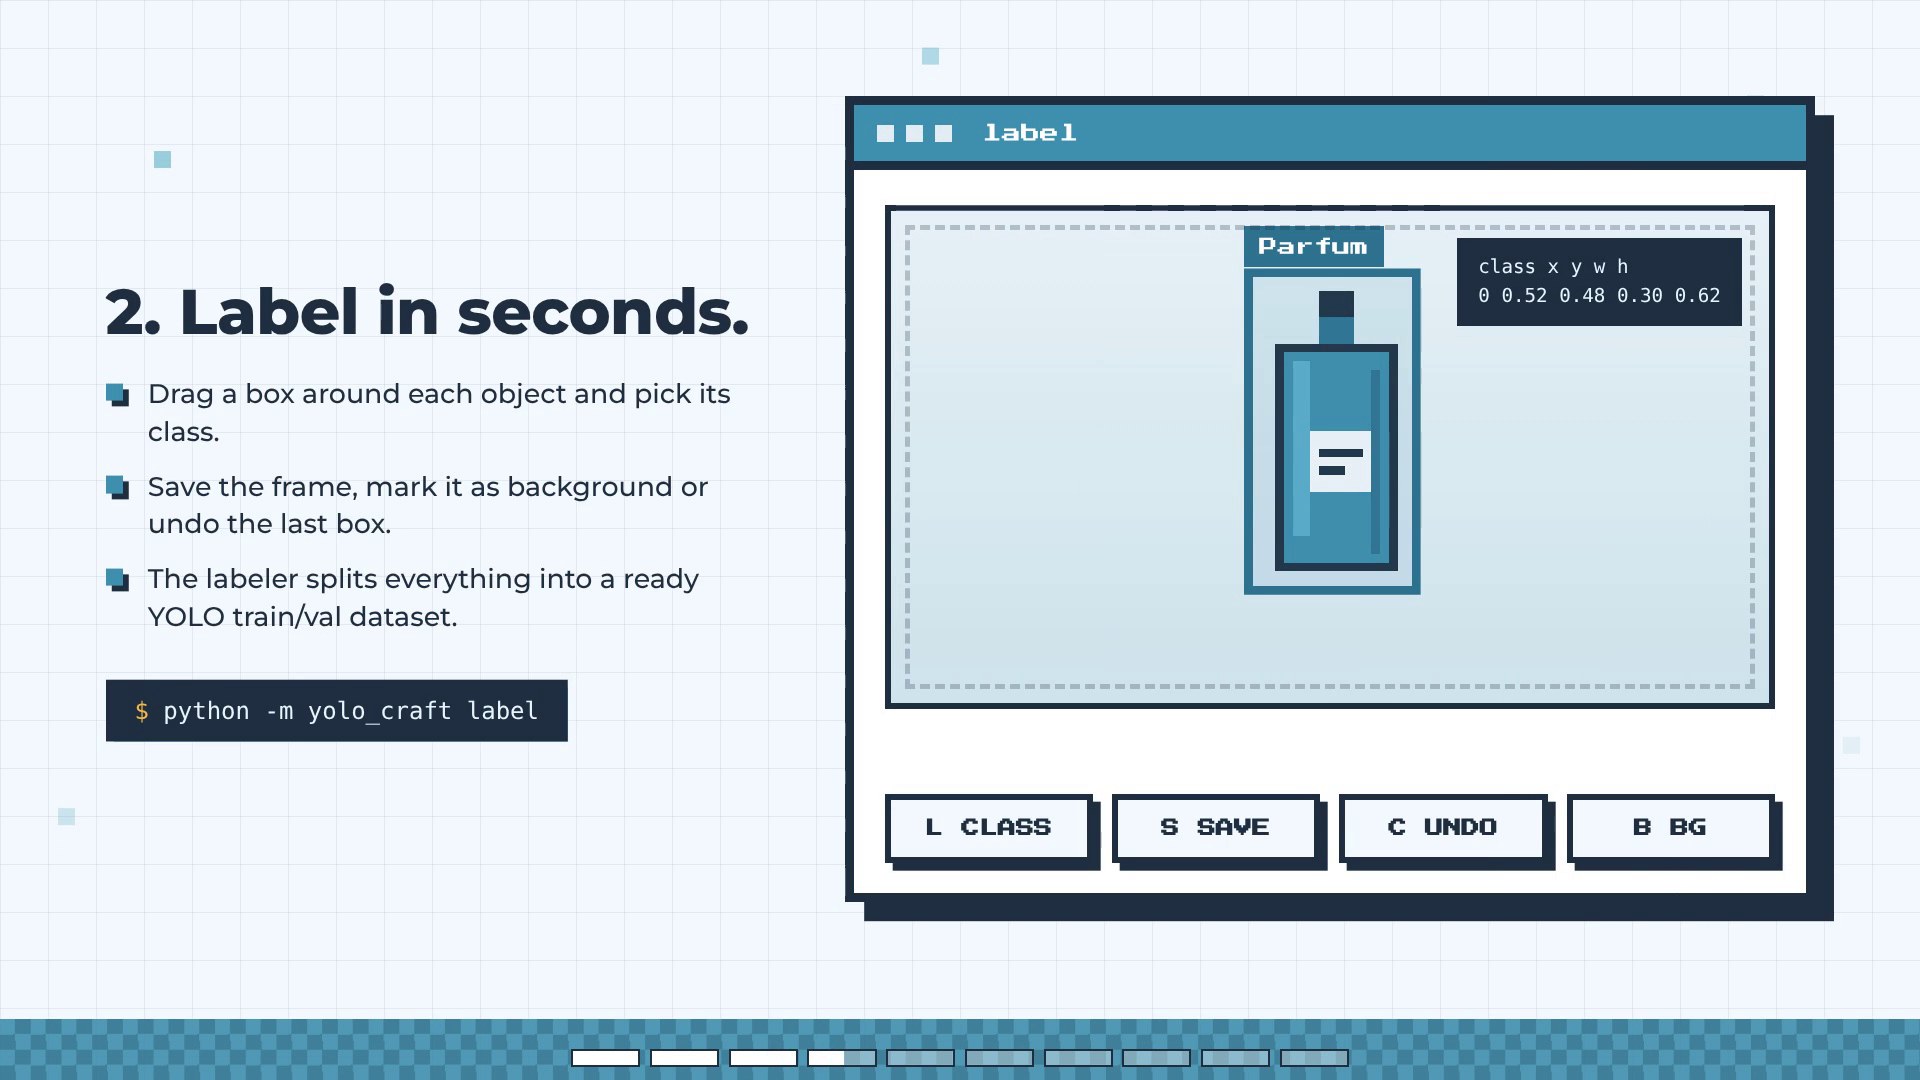 2. Label in seconds.
Drag a box around each object and pick its
class.
Save the frame, mark it as background or
undo the last box.
The labeler splits everything into a ready
YOLO train/val dataset.
$ python -m yolo_craft label
label
Parfum
class x y w h
0 0.52 0.48 0.30 0.62
L CLASS
S SAVE
C UNDO
B BG